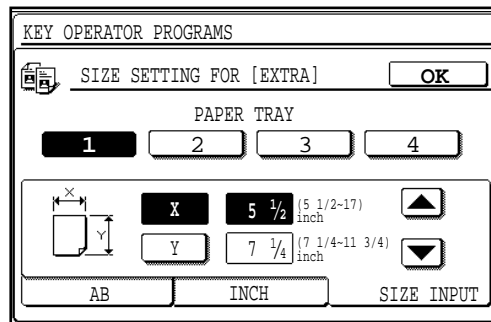 KEY OPERATOR PROGRAMS
SIZE SETTING FOR [EXTRA] OK
PAPER TRAY
1 2 3 4
X
X 5 ½ (5 1/2~17) inch
Y
Y 7 ¼ (7 1/4~11 3/4) inch
AB INCH SIZE INPUT